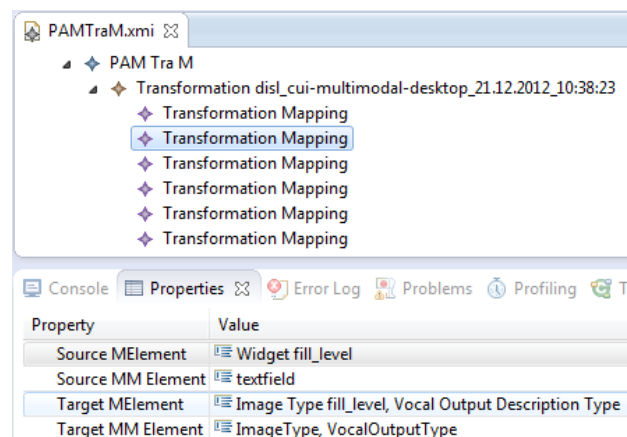 PAMTraM.xmi
PAM Tra M
Transformation disl_cui-multimodal-desktop_21.12.2012_10:38:23
Transformation Mapping
Transformation Mapping
Transformation Mapping
Transformation Mapping
Transformation Mapping
Transformation Mapping
Console Properties Error Log Problems Profiling T
Property Value
Source MElement Widget fill_level
Source MM Element textfield
Target MElement Image Type fill_level, Vocal Output Description Type
Target MM Element ImageType, VocalOutputType